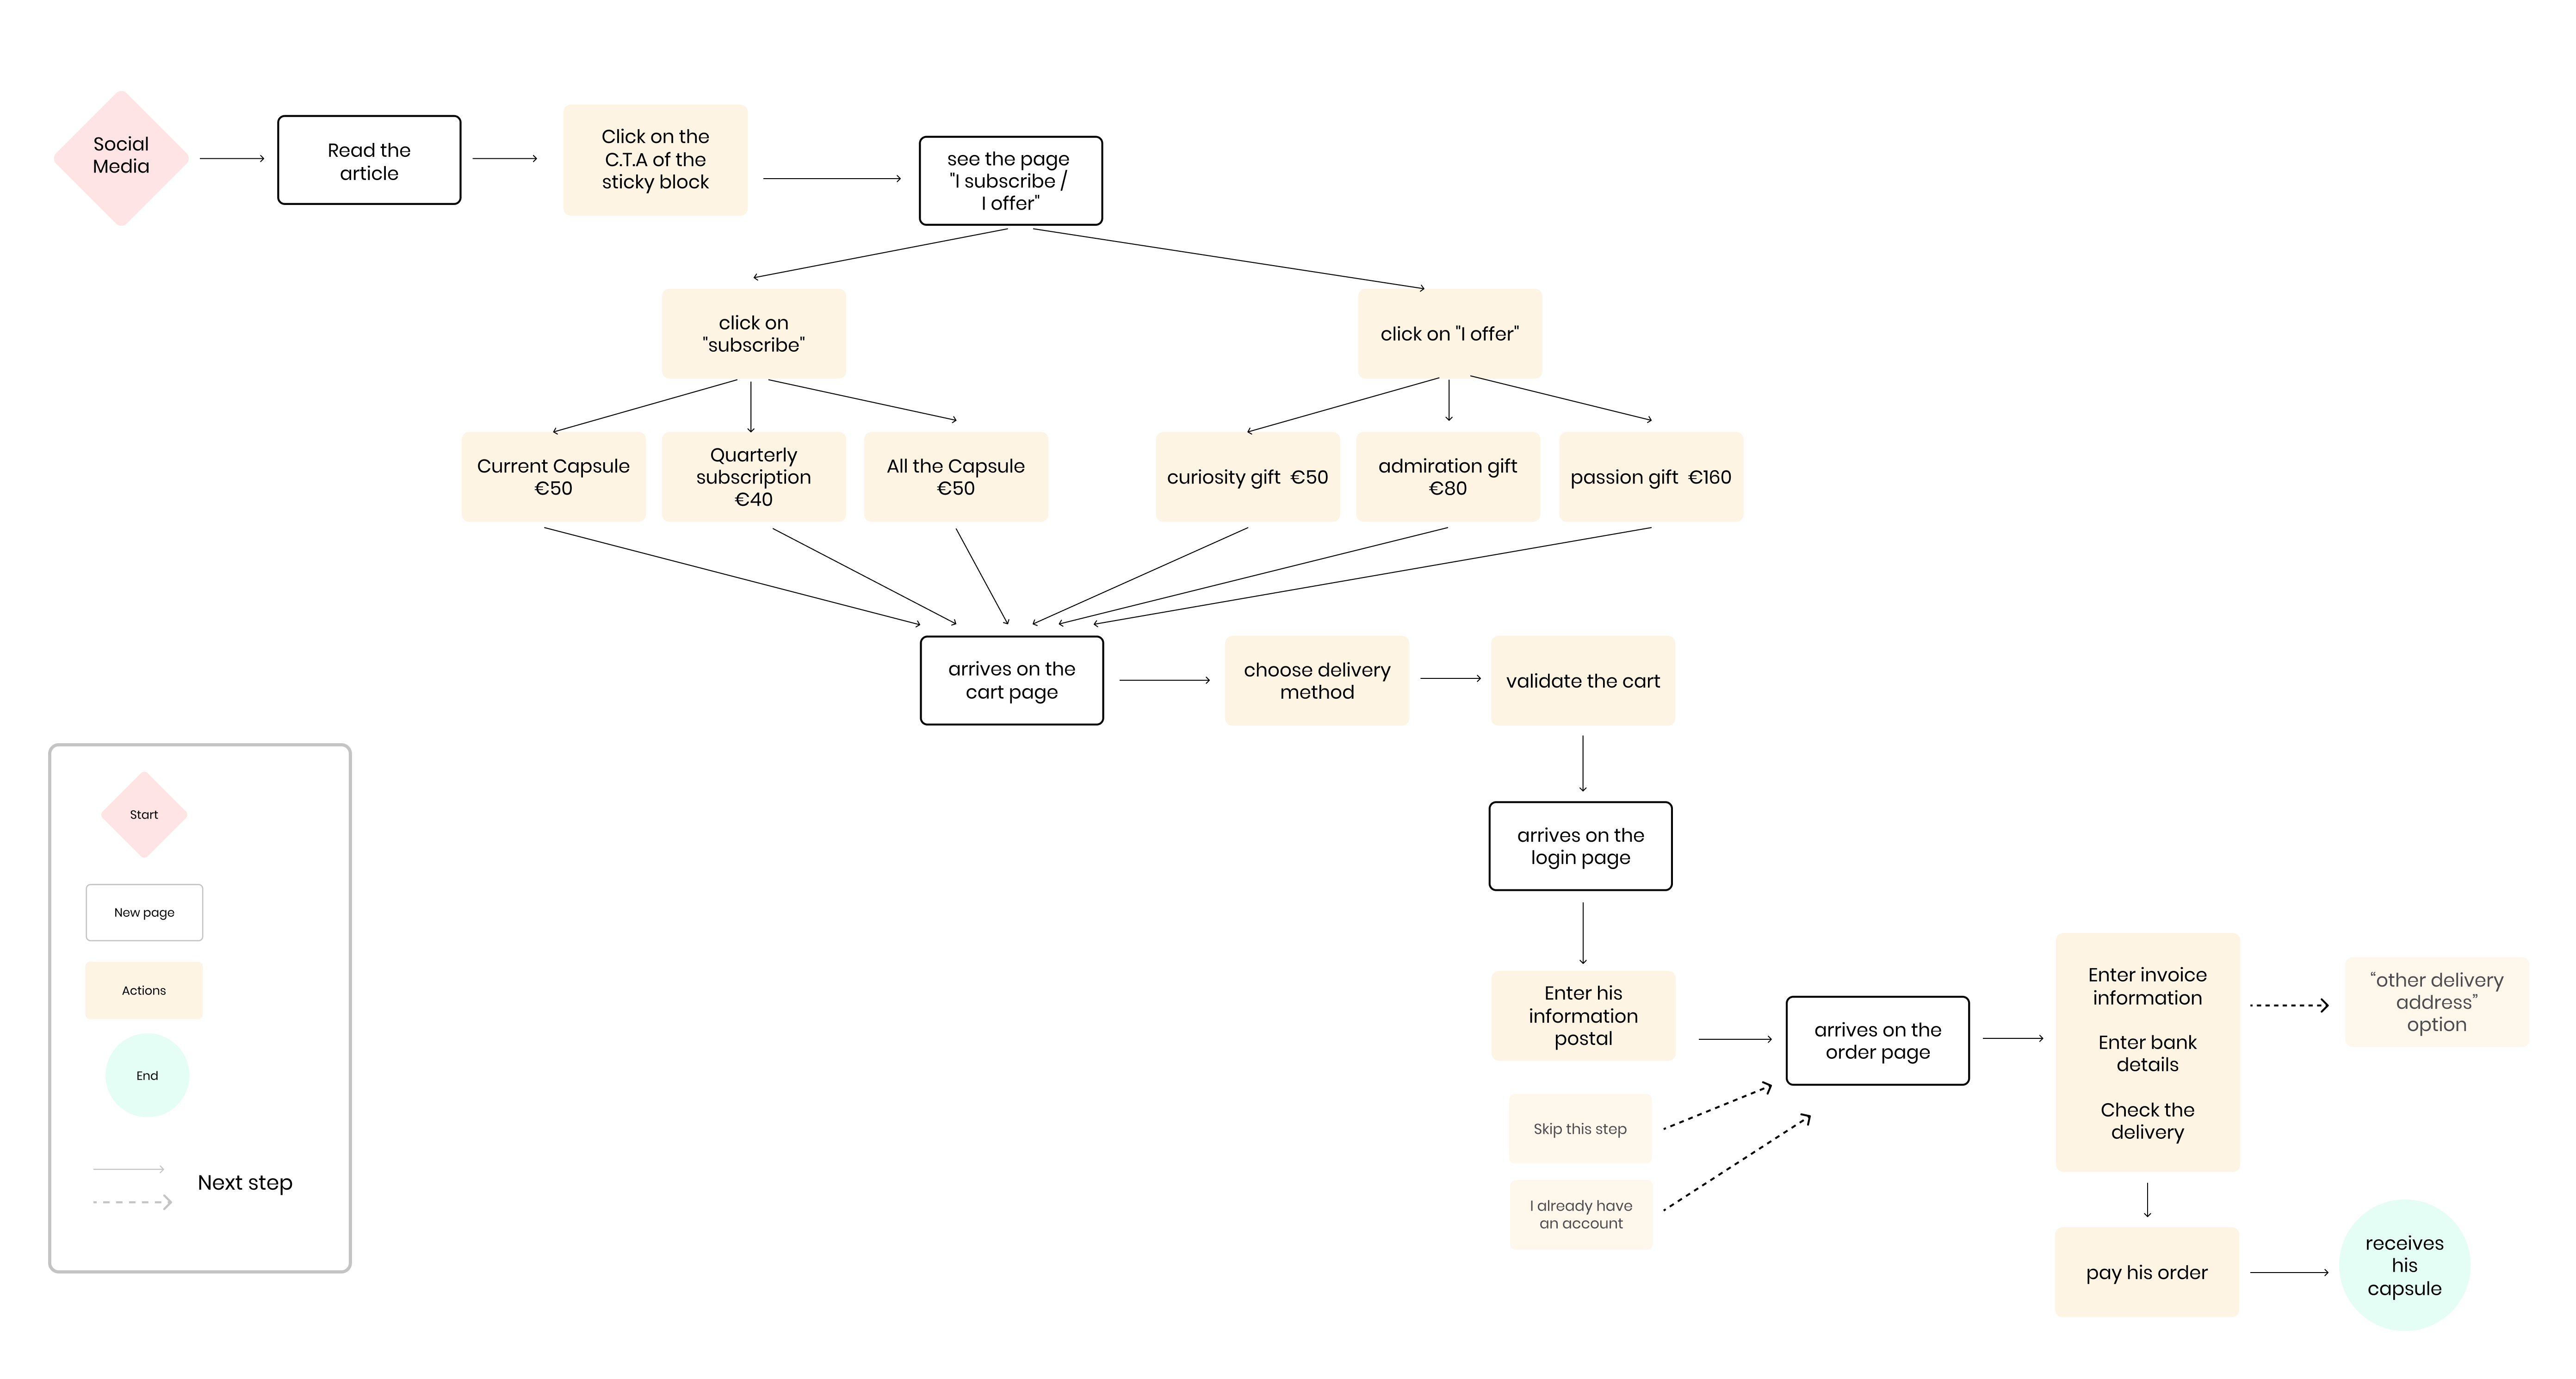 Social
Media
Read the
article
Click on the
C.T.A of the
sticky block
see the page
"I subscribe /
I offer"
click on
"subscribe"
click on "I offer"
Current Capsule
€50
Quarterly
subscription
€40
All the Capsule
€50
curiosity gift  €50
admiration gift
€80
passion gift  €160
arrives on the
cart page
choose delivery
method
validate the cart
arrives on the
login page
Enter his
information
postal
Skip this step
I already have
an account
arrives on the
order page
Enter invoice
information
Enter bank
details
Check the
delivery
“other delivery
address”
option
pay his order
receives
his
capsule
Start
New page
Actions
End
Next step